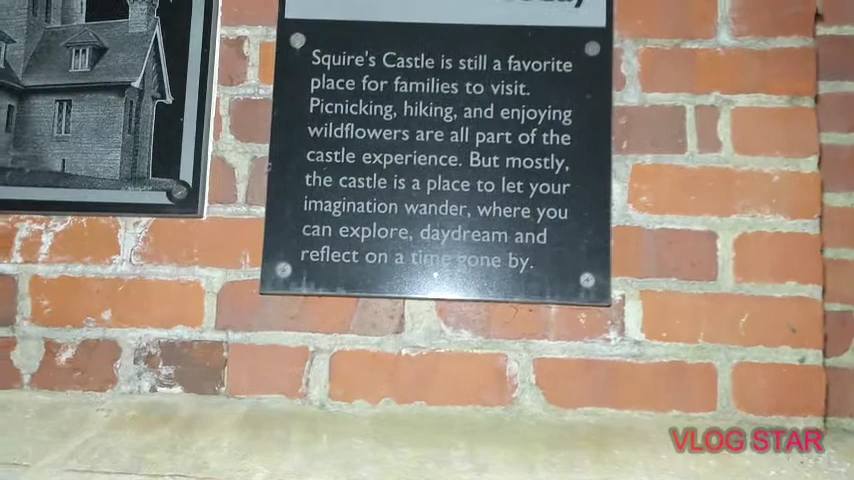 Squire's Castle is still a favorite
place for families to visit.
Picnicking, hiking, and enjoying
wildflowers are all part of the
castle experience. But mostly,
the castle is a place to let your
imagination wander, where you
can explore, daydream and
reflect on a time gone by.
VLOG STAR